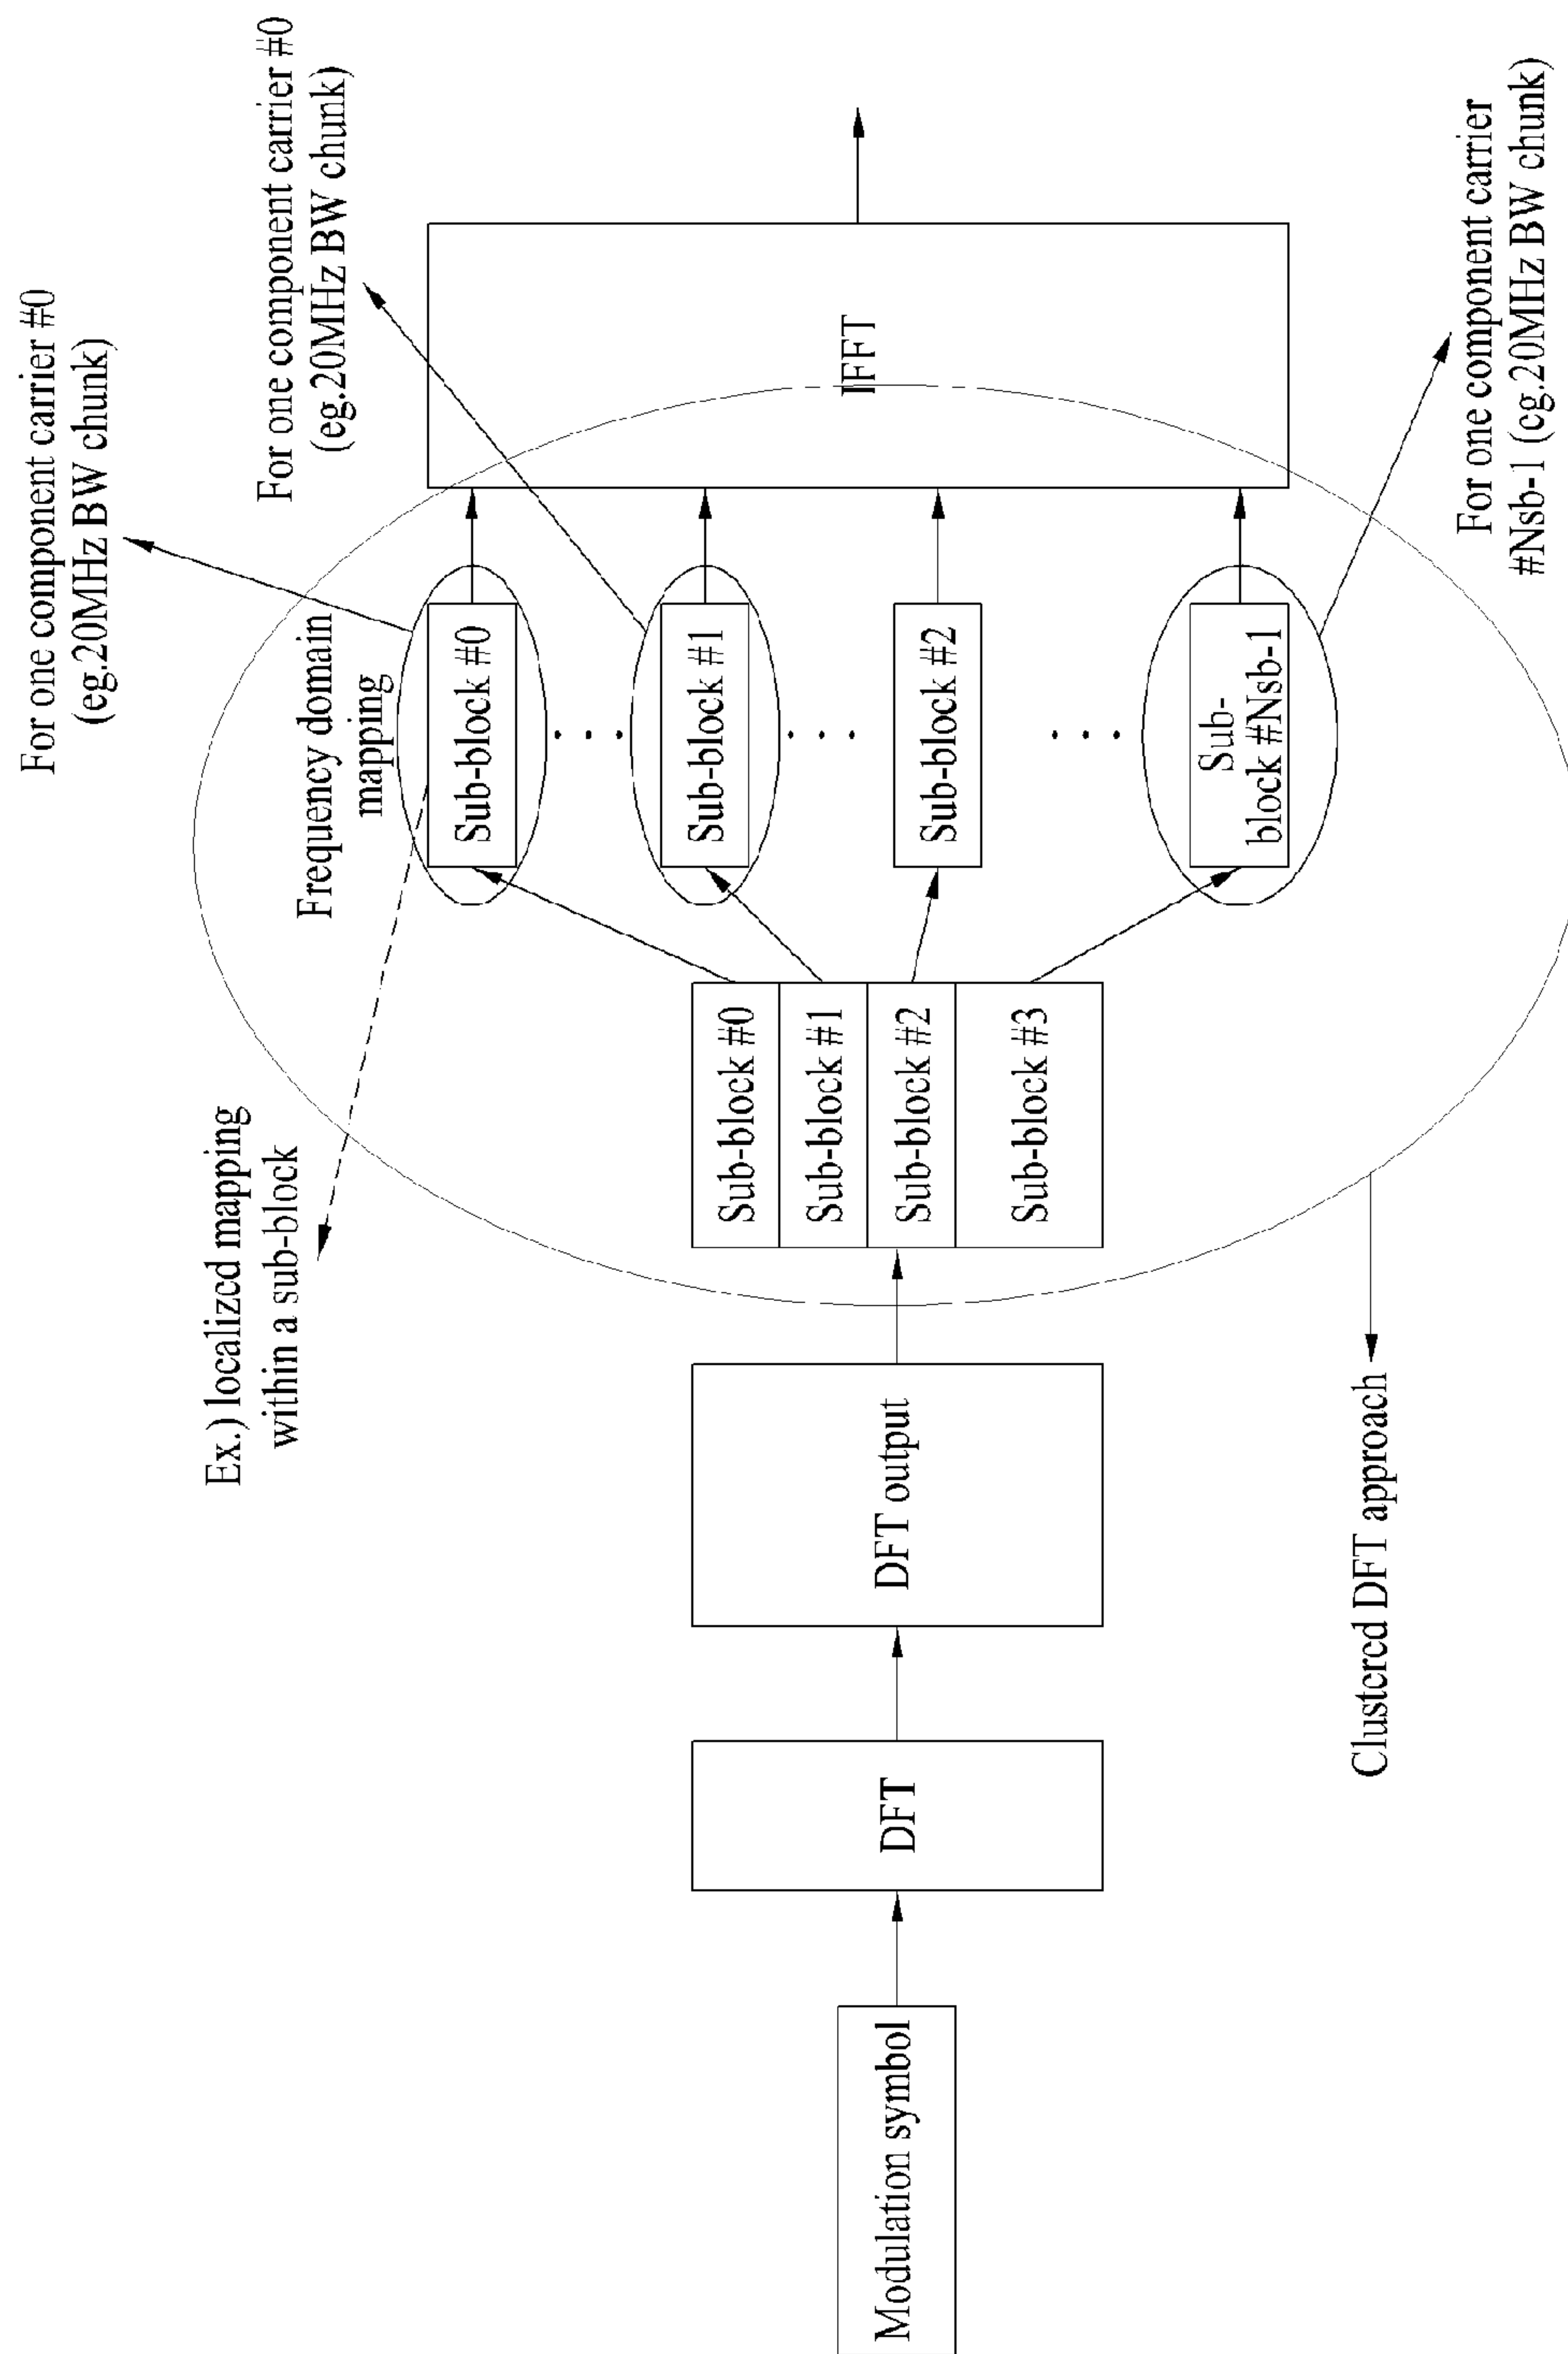 Modulation symbol
DFT
DFT output
Sub-block #0
Sub-block #1
Sub-block #2
Sub-block #3
Ex.) localized mapping
within a sub-block
Frequency domain
mapping
Sub-block #0
Sub-block #1
Sub-block #2
Sub-
block #Nsb-1
For one component carrier #0
(eg.20MHz BW chunk)
For one component carrier #0
(eg.20MHz BW chunk)
IFFT
For one component carrier
#Nsb-1 (eg.20MHz BW chunk)
Clustered DFT approach